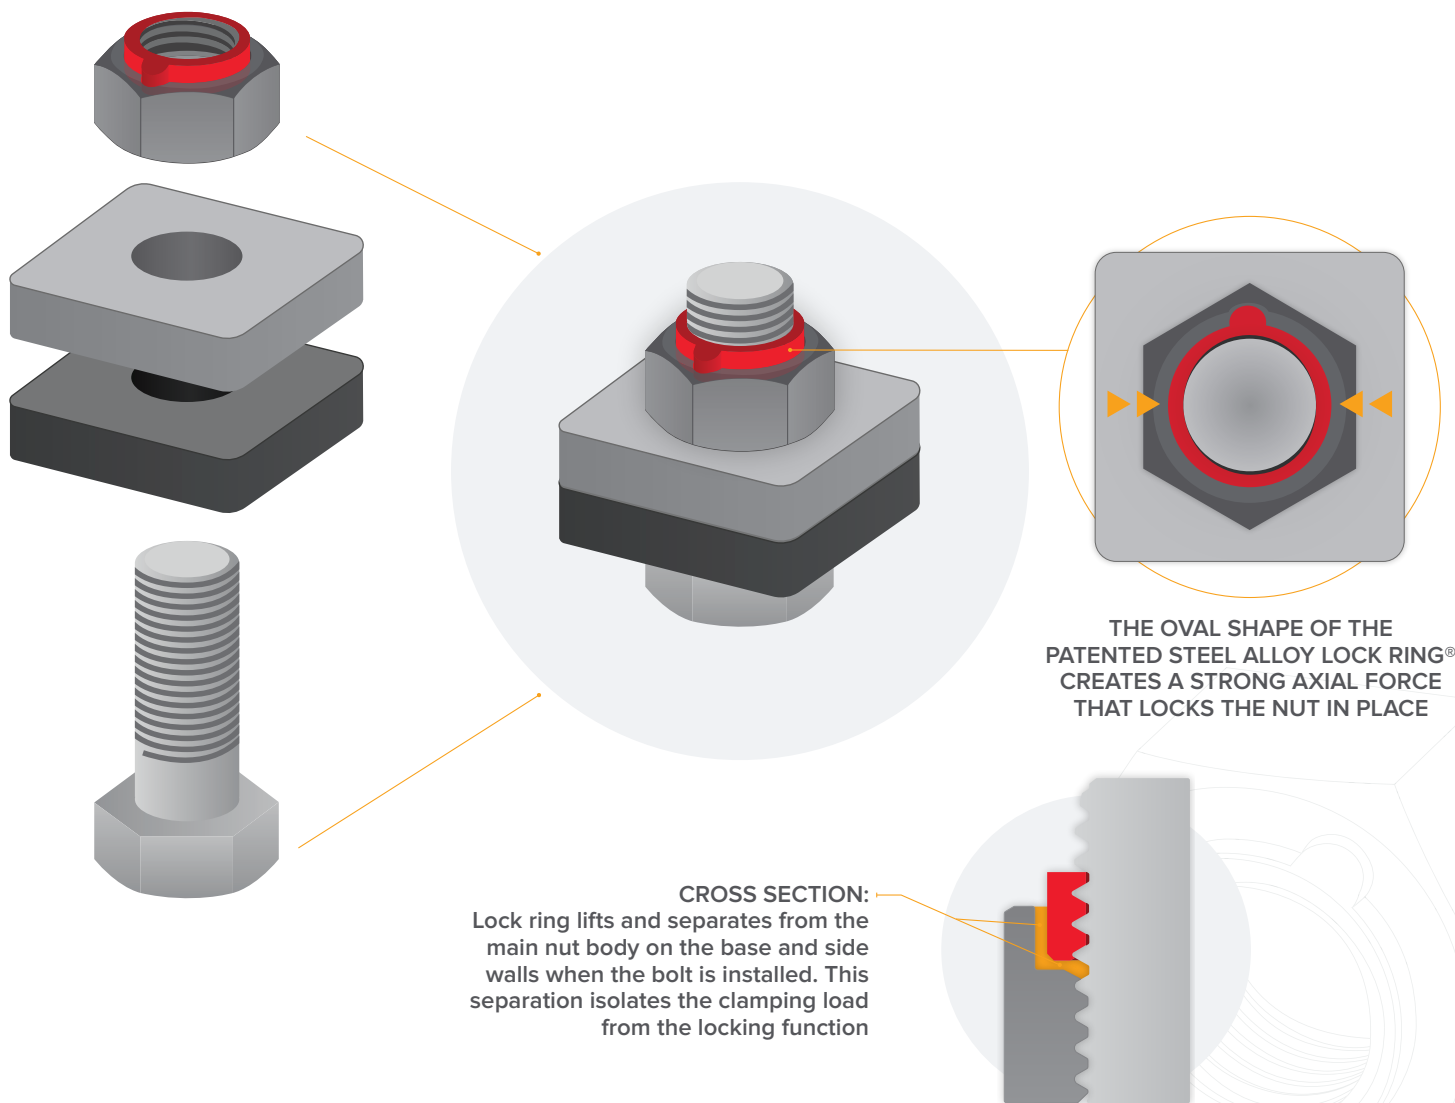 THE OVAL SHAPE OF THE
PATENTED STEEL ALLOY LOCK RING®
CREATES A STRONG AXIAL FORCE
THAT LOCKS THE NUT IN PLACE
CROSS SECTION:
Lock ring lifts and separates from the
main nut body on the base and side
walls when the bolt is installed. This
separation isolates the clamping load
from the locking function